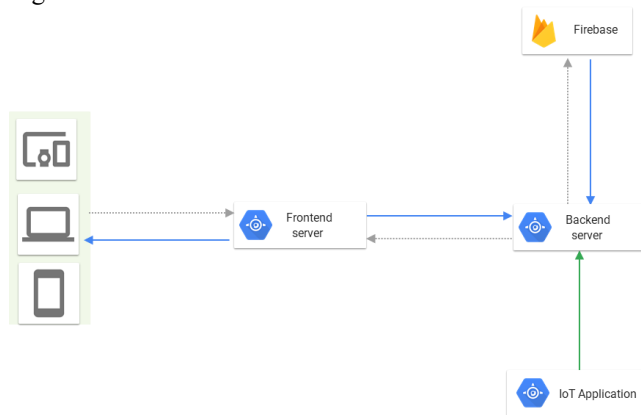 Firebase
Frontend
server
Backend
server
IoT Application